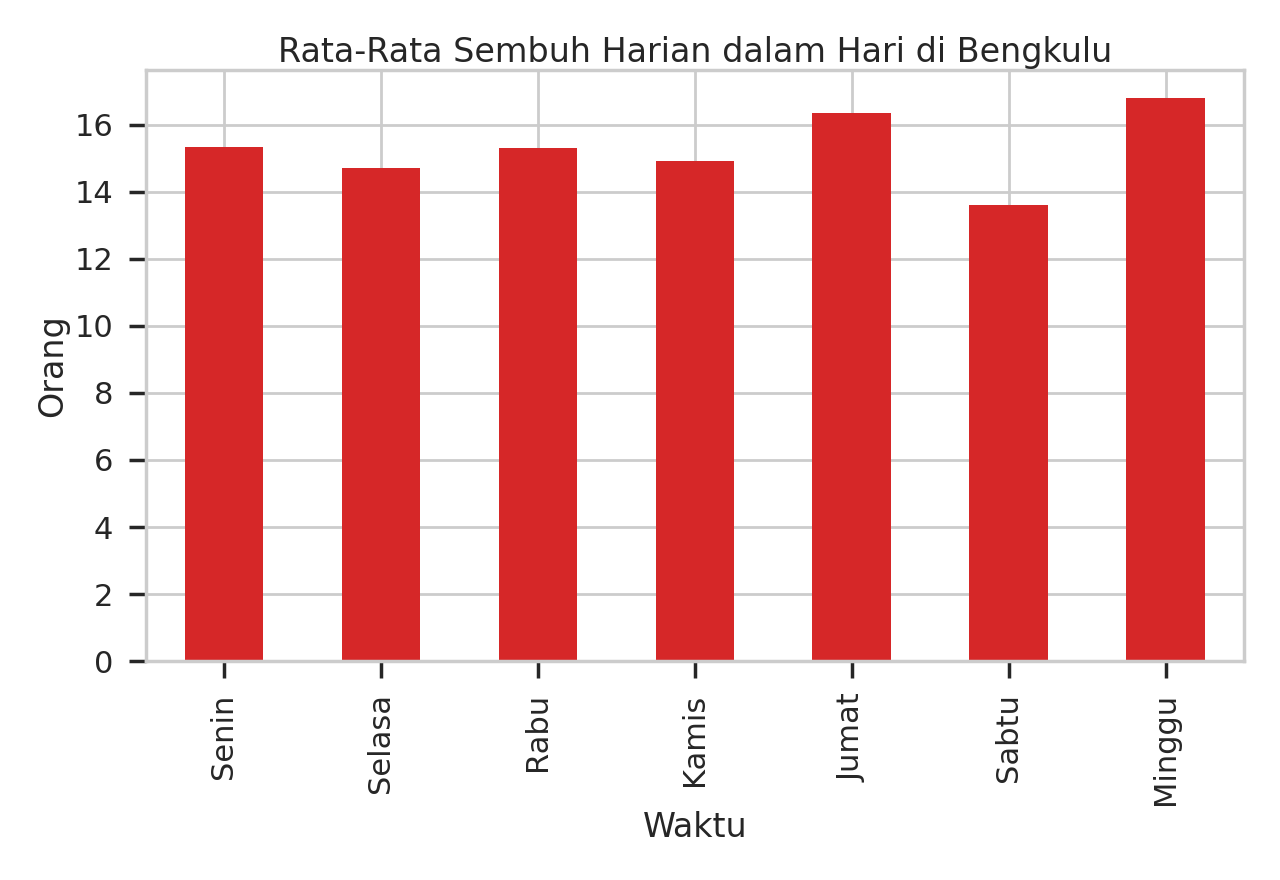 Rata-Rata Sembuh Harian dalam Hari di Bengkulu
Orang
16
14
12
10
8
6
4
2
0
Senin
Selasa
Rabu
Kamis
Jumat
Sabtu
Minggu
Waktu